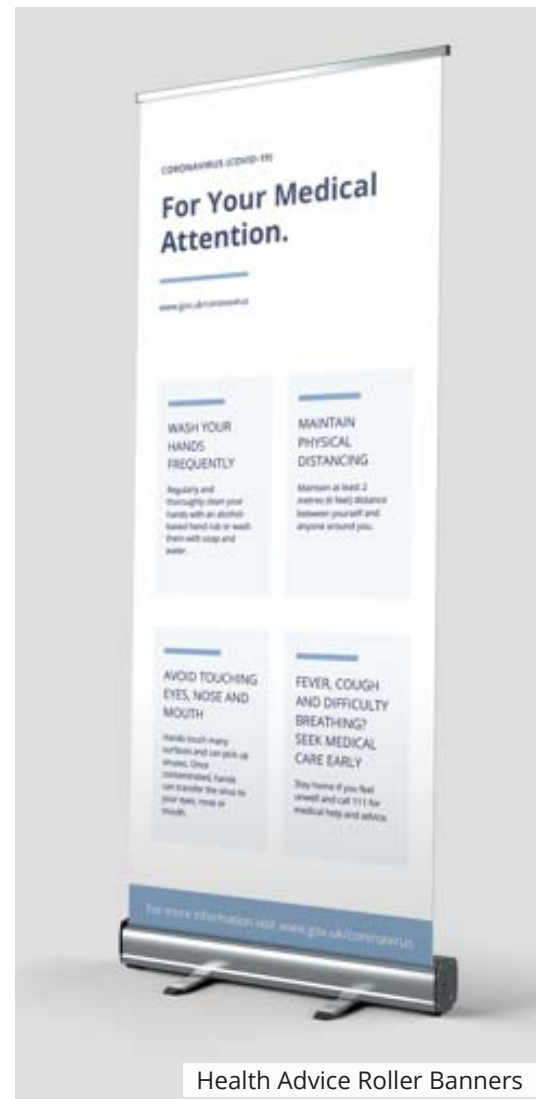 CORONAVIRUS (COVID-19)
For Your Medical
Attention.
www.gov.uk/coronavirus
WASH YOUR
HANDS
FREQUENTLY
Regularly and
thoroughly clean your
hands with an alcohol-
based hand rub or wash
them with soap and
water.
MAINTAIN
PHYSICAL
DISTANCING
Maintain at least 2
metres (6 feet) distance
between yourself and
anyone around you.
AVOID TOUCHING
EYES, NOSE AND
MOUTH
Hands touch many
surfaces and can pick up
viruses. Once
contaminated, hands
can transfer the virus to
your eyes, nose or
mouth.
FEVER, COUGH
AND DIFFICULTY
BREATHING?
SEEK MEDICAL
CARE EARLY
Stay home if you feel
unwell and call 111 for
medical help and advice.
For more information visit www.gov.uk/coronavirus
Health Advice Roller Banners